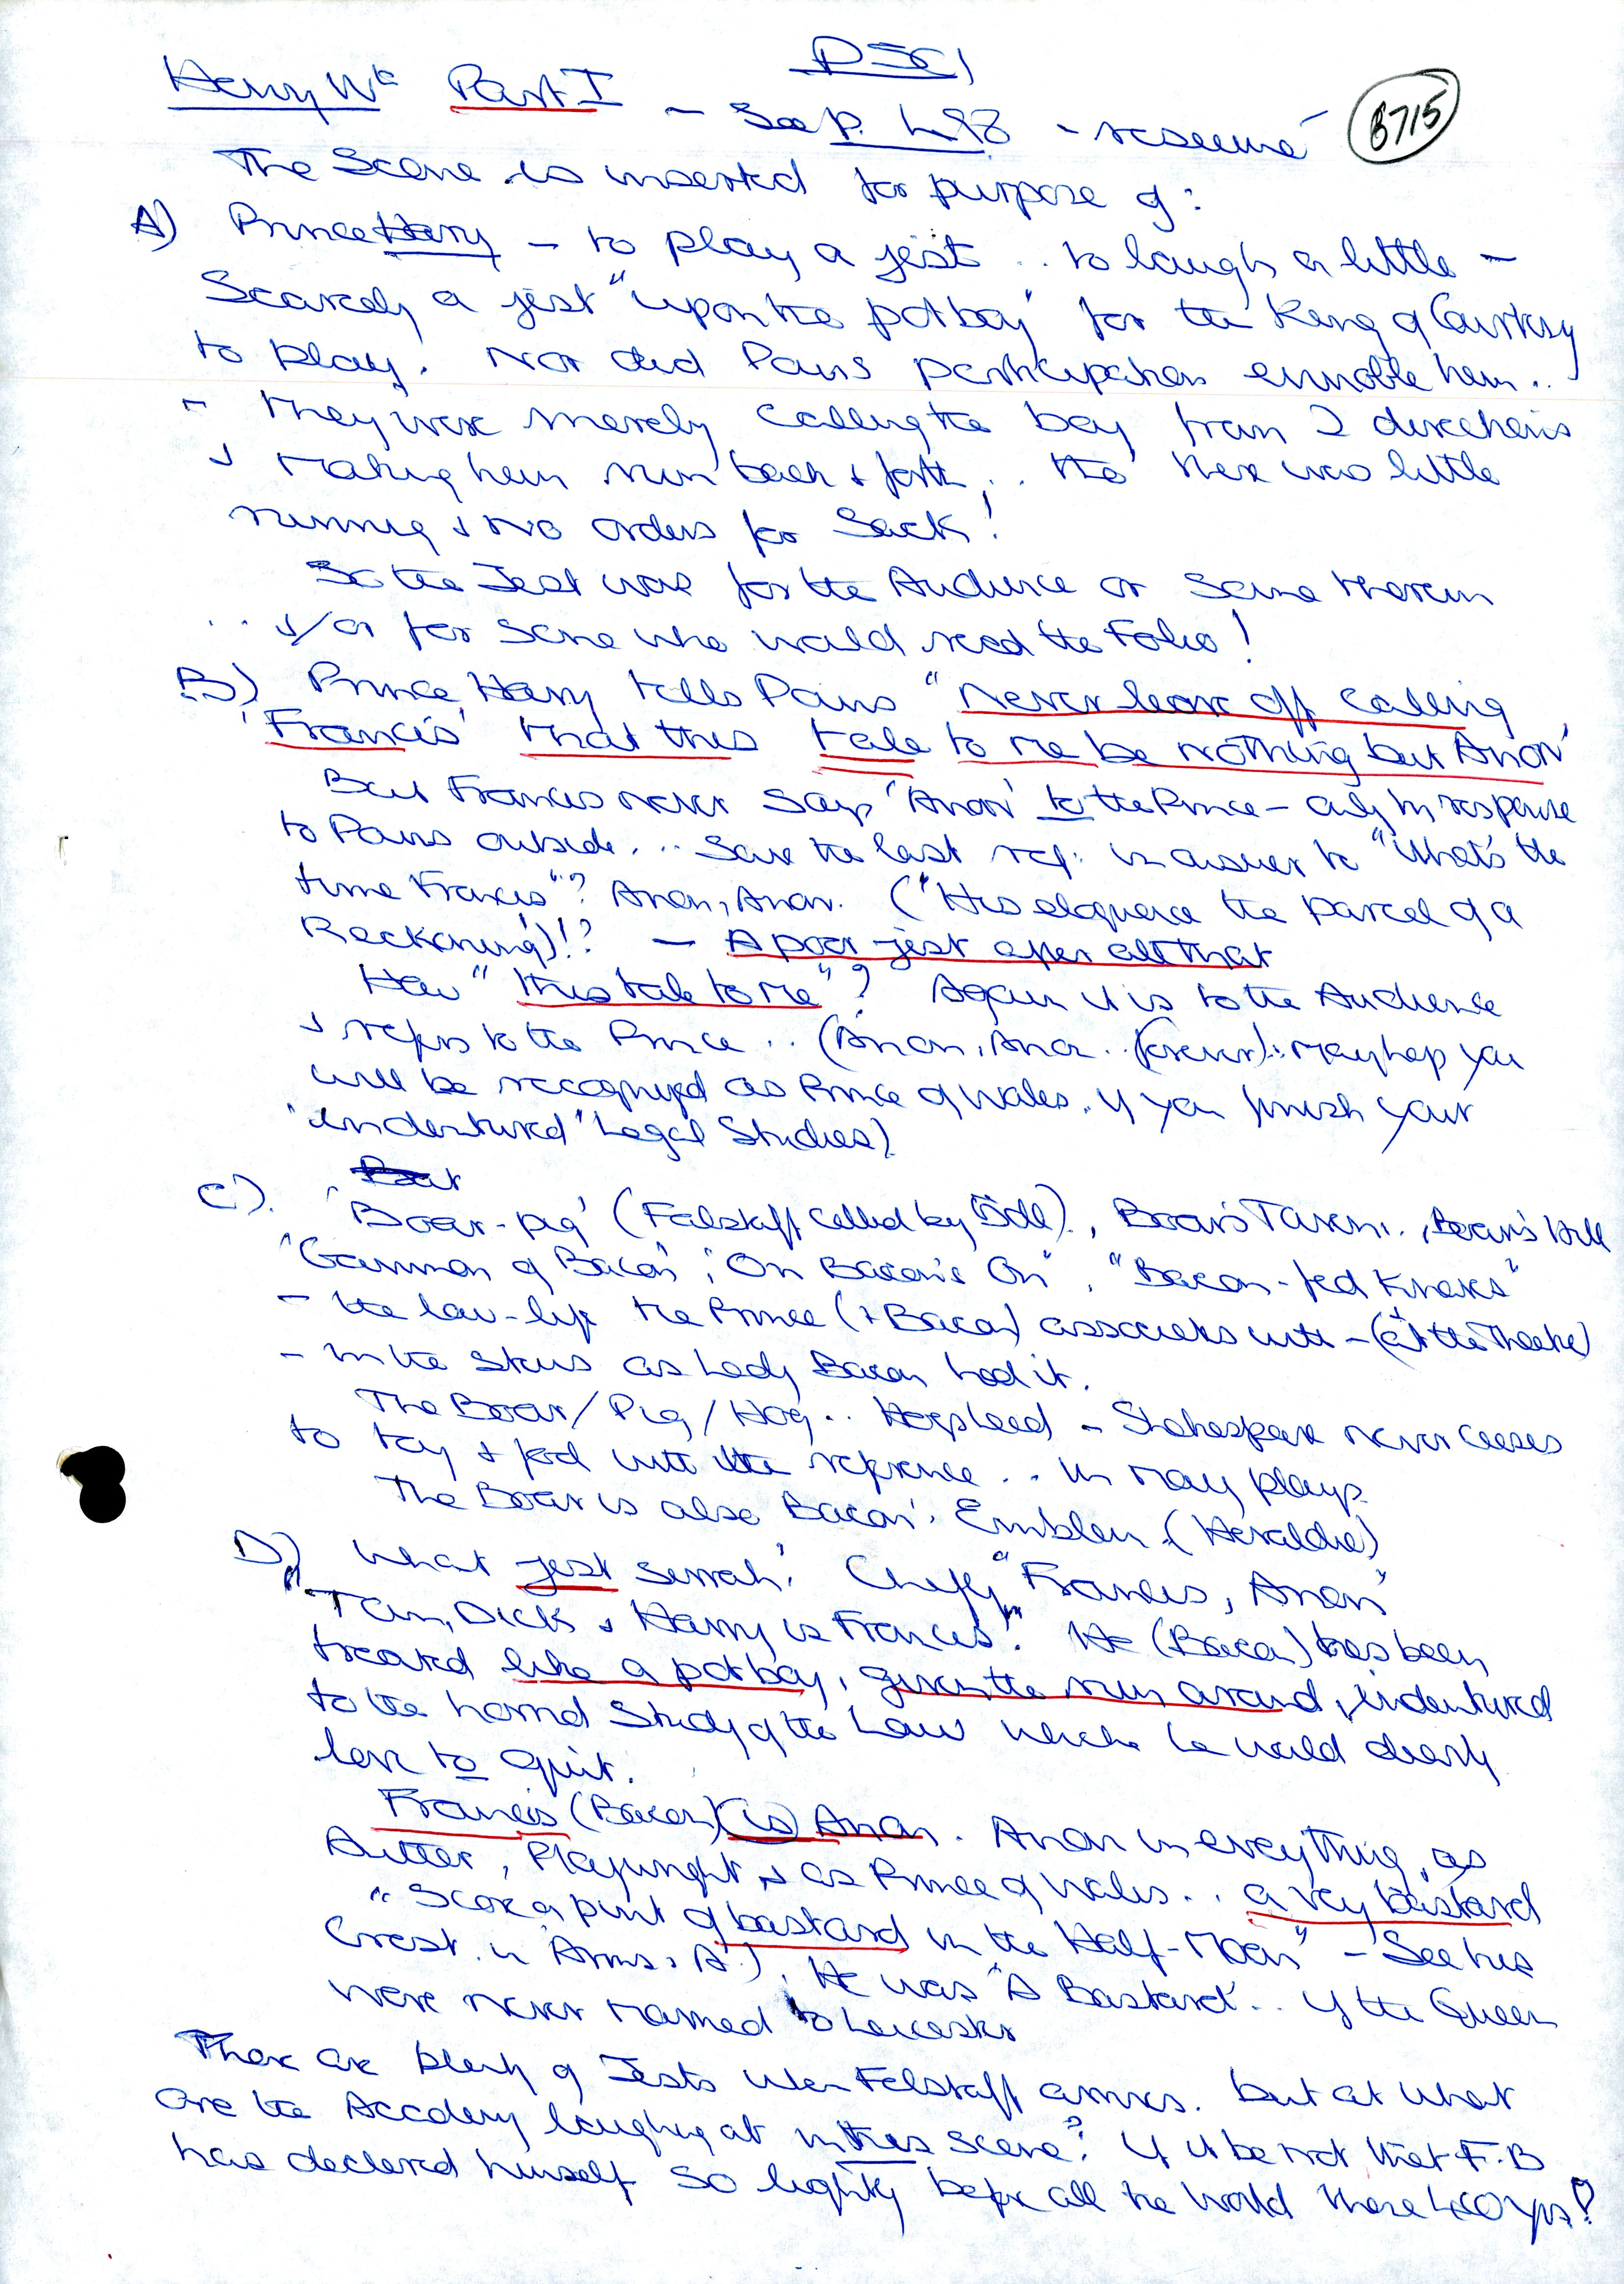 D5C1
Henry IVth Part I - See P. L98 - resumé B715
The Scene is inserted for purpose of:
A) Prince Harry - to play a jest .. to laugh a little -
Scarcely a jest "upon the potboy" for the King of Courtesy
to play. Nor did Poins participation ennoble him ..
- They were merely calling the boy from 2 directions
& making him run back & forth, .. tho' there was little
running & no orders for Sack!
So the Jest was for the Audience or some therein
... &/or for some who would read the Folio!
B) Prince Harry tells Poins "Never leave off calling
'Francis' that this tale to me be nothing but Anon'
But Francis never says 'Anon' to the Prince - only in response
to Poins outside ... Save the last ref: in answer to "What's the
time Francis"? Anon, Anon. ("His eloquence the parcel of a
Reckoning)!? - A poor jest after all that
How "this tale to me"? Again it is to the Audience
& refers to the Prince .. (Anon, Anon .. (forever): Mayhap you
will be recognized as Prince of Wales. if you finish your
'indentured' Legal Studies)
C). 'Boar-pig' (Falstaff called by Doll)., Boar's Tavern., Boar's Hill
"Gammon of Bacon"; "On Bacon's On", "Bacon-fed Knaves"
- the low-life the Prince (+ Bacon) associates with - (at the Theatre)
- in the Stews as Lady Bacon had it.
The Boar / Pig / Hog .. Hogshead - Shakespeare never ceases
to toy & fool with the reference ... in many plays.
The Boar is also Bacon's Emblem. (Heraldic)
D) What jest sirrah? Chiefly "Francis, Anon"
"Tom, Dick & Harry is Francis". He (Bacon) has been
treated like a potboy, given the run around, indentured
to the horrid Study of the Law which he would dearly
love to quit.
Francis (Bacon) (is) Anon. Anon in everything, as
Author, Playwright & as Prince of Wales .. a very bastard
"Score a pint of bastard in the Half-Moon" - See his
Crest in Arms, A.). He was "A Bastard" .. if the Queen
were never married to Leicester
There are plenty of Jests when Falstaff arrives. but at what
are the Accdemy laughing at in this scene? If it be not that F.B
has declared himself so lightly before all the World these 400 yrs!